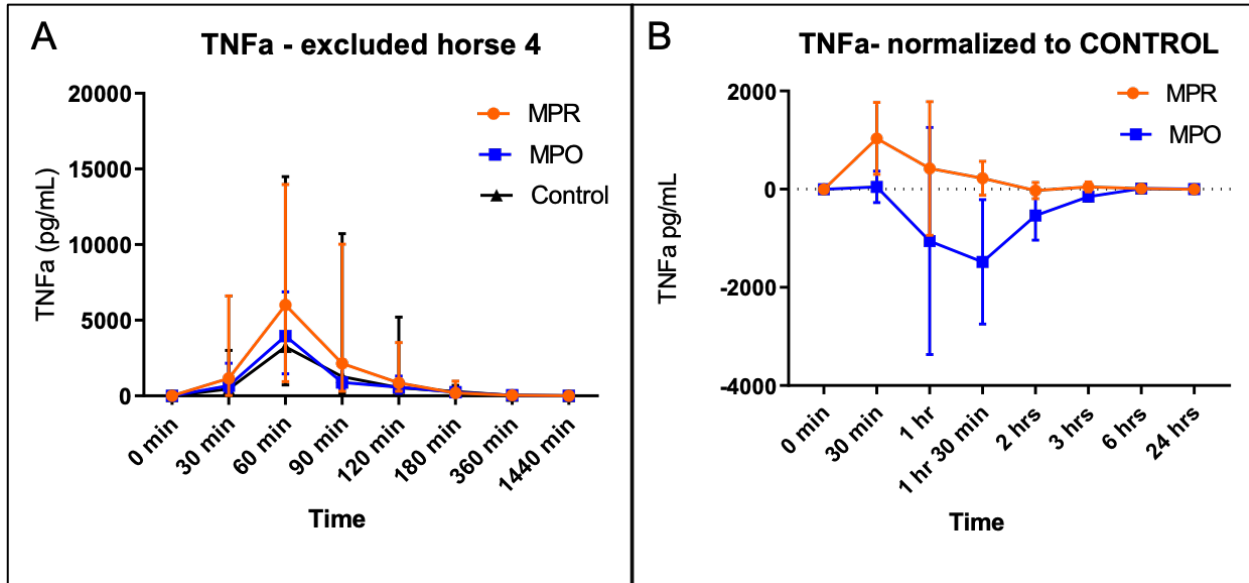 A
TNFa - excluded horse 4
MPR
MPO
Control
TNFa (pg/mL)
20000
15000
10000
5000
0
0 min
30 min
60 min
90 min
120 min
180 min
360 min
1440 min
Time
B
TNFa- normalized to CONTROL
MPR
MPO
TNFa pg/mL
2000
0
-2000
-4000
0 min
30 min
1 hr
1 hr 30 min
2 hrs
3 hrs
6 hrs
24 hrs
Time